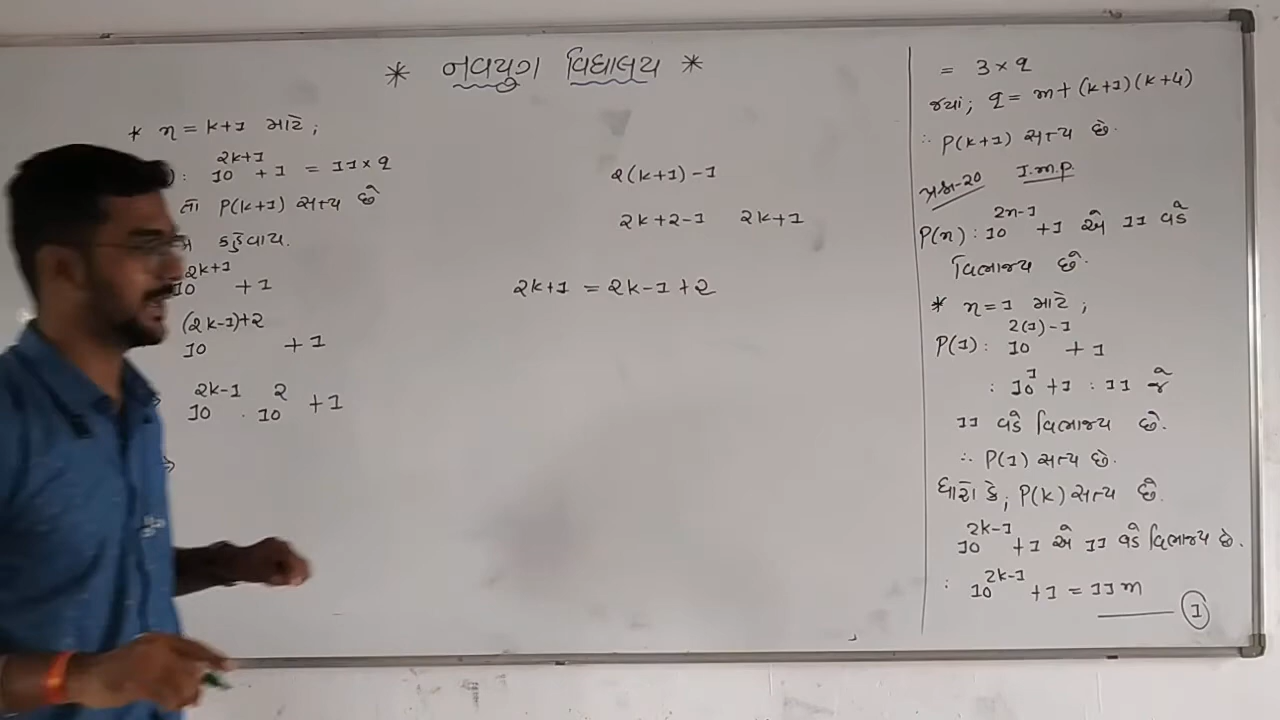 * નવયુગ વિદ્યાલય *
* n = k+1 માટે ;
): 10^{2k+1} + 1 = 11 × q
તો P(k+1) સત્ય છે
કહેવાય.
10^{2k+1} + 1
10^{(2k-1)+2} + 1
10^{2k-1} . 10^{2} + 1
2(k+1) - 1
2k+2-1 2k+1
2k+1 = 2k-1+2
= 3 × q
જ્યાં; q = m + (k+1)(k+4)
∴ P(k+1) સત્ય છે.
પ્રશ્ન-20 I.m.p
P(n) : 10^{2n-1} + 1 એ 11 વડે
વિભાજ્ય છે.
* n = 1 માટે ;
P(1) : 10^{2(1)-1} + 1
: 10^{1} + 1 : 11 જે
11 વડે વિભાજ્ય છે.
∴ P(1) સત્ય છે.
ધારો કે ; P(k) સત્ય છે.
10^{2k-1} + 1 એ 11 વડે વિભાજ્ય છે.
: 10^{2k-1} + 1 = 11m
——— (1)